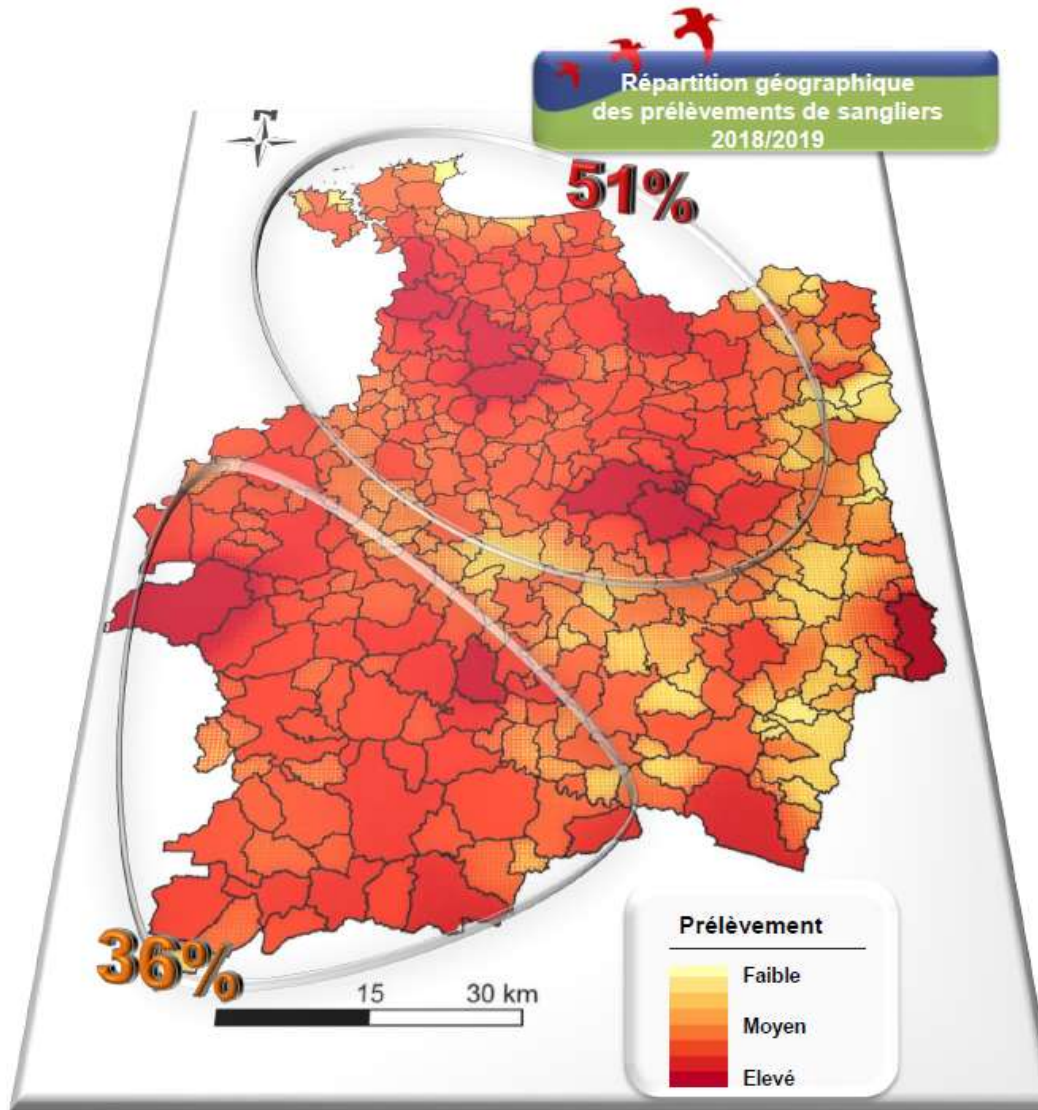 Répartition géographique
des prélèvements de sangliers
2018/2019
51%
36%
15 30 km
Prélèvement
Faible
Moyen
Elevé